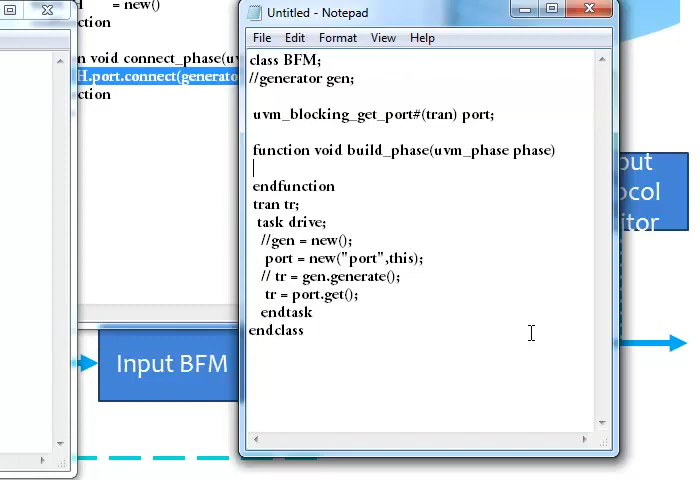 = new()
ction
n void connect_phase(uv
H.port.connect(generato
ction
Untitled - Notepad
File Edit Format View Help
class BFM;
//generator gen;
uvm_blocking_get_port#(tran) port;
function void build_phase(uvm_phase phase)
endfunction
tran tr;
task drive;
//gen = new();
port = new("port",this);
// tr = gen.generate();
tr = port.get();
endtask
endclass
put
ocol
itor
Input BFM